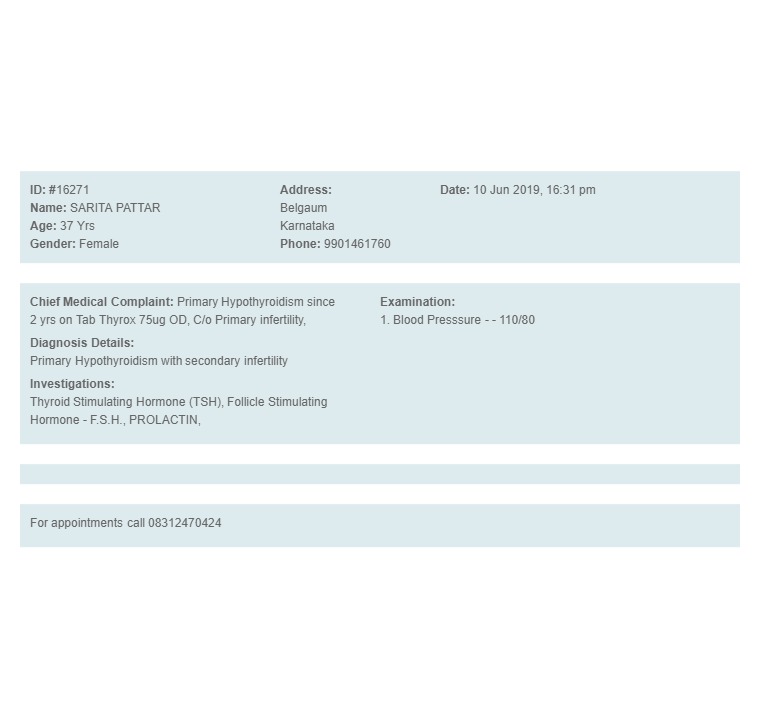 ID: #16271
Name: SARITA PATTAR
Age: 37 Yrs
Gender: Female
Address:
Belgaum
Karnataka
Phone: 9901461760
Date: 10 Jun 2019, 16:31 pm
Chief Medical Complaint: Primary Hypothyroidism since
2 yrs on Tab Thyrox 75ug OD, C/o Primary infertility,
Diagnosis Details:
Primary Hypothyroidism with secondary infertility
Investigations:
Thyroid Stimulating Hormone (TSH), Follicle Stimulating
Hormone - F.S.H., PROLACTIN,
Examination:
1. Blood Presssure - - 110/80
For appointments call 08312470424